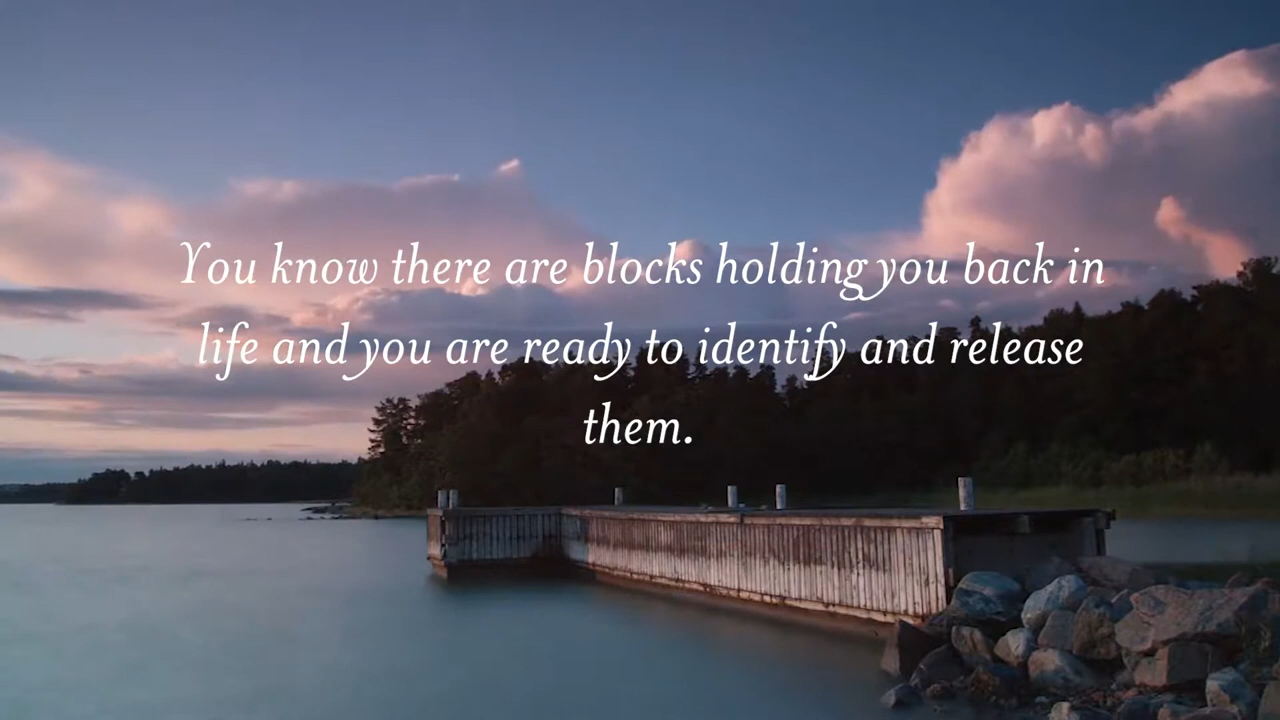 You know there are blocks holding you back in
life and you are ready to identify and release
them.